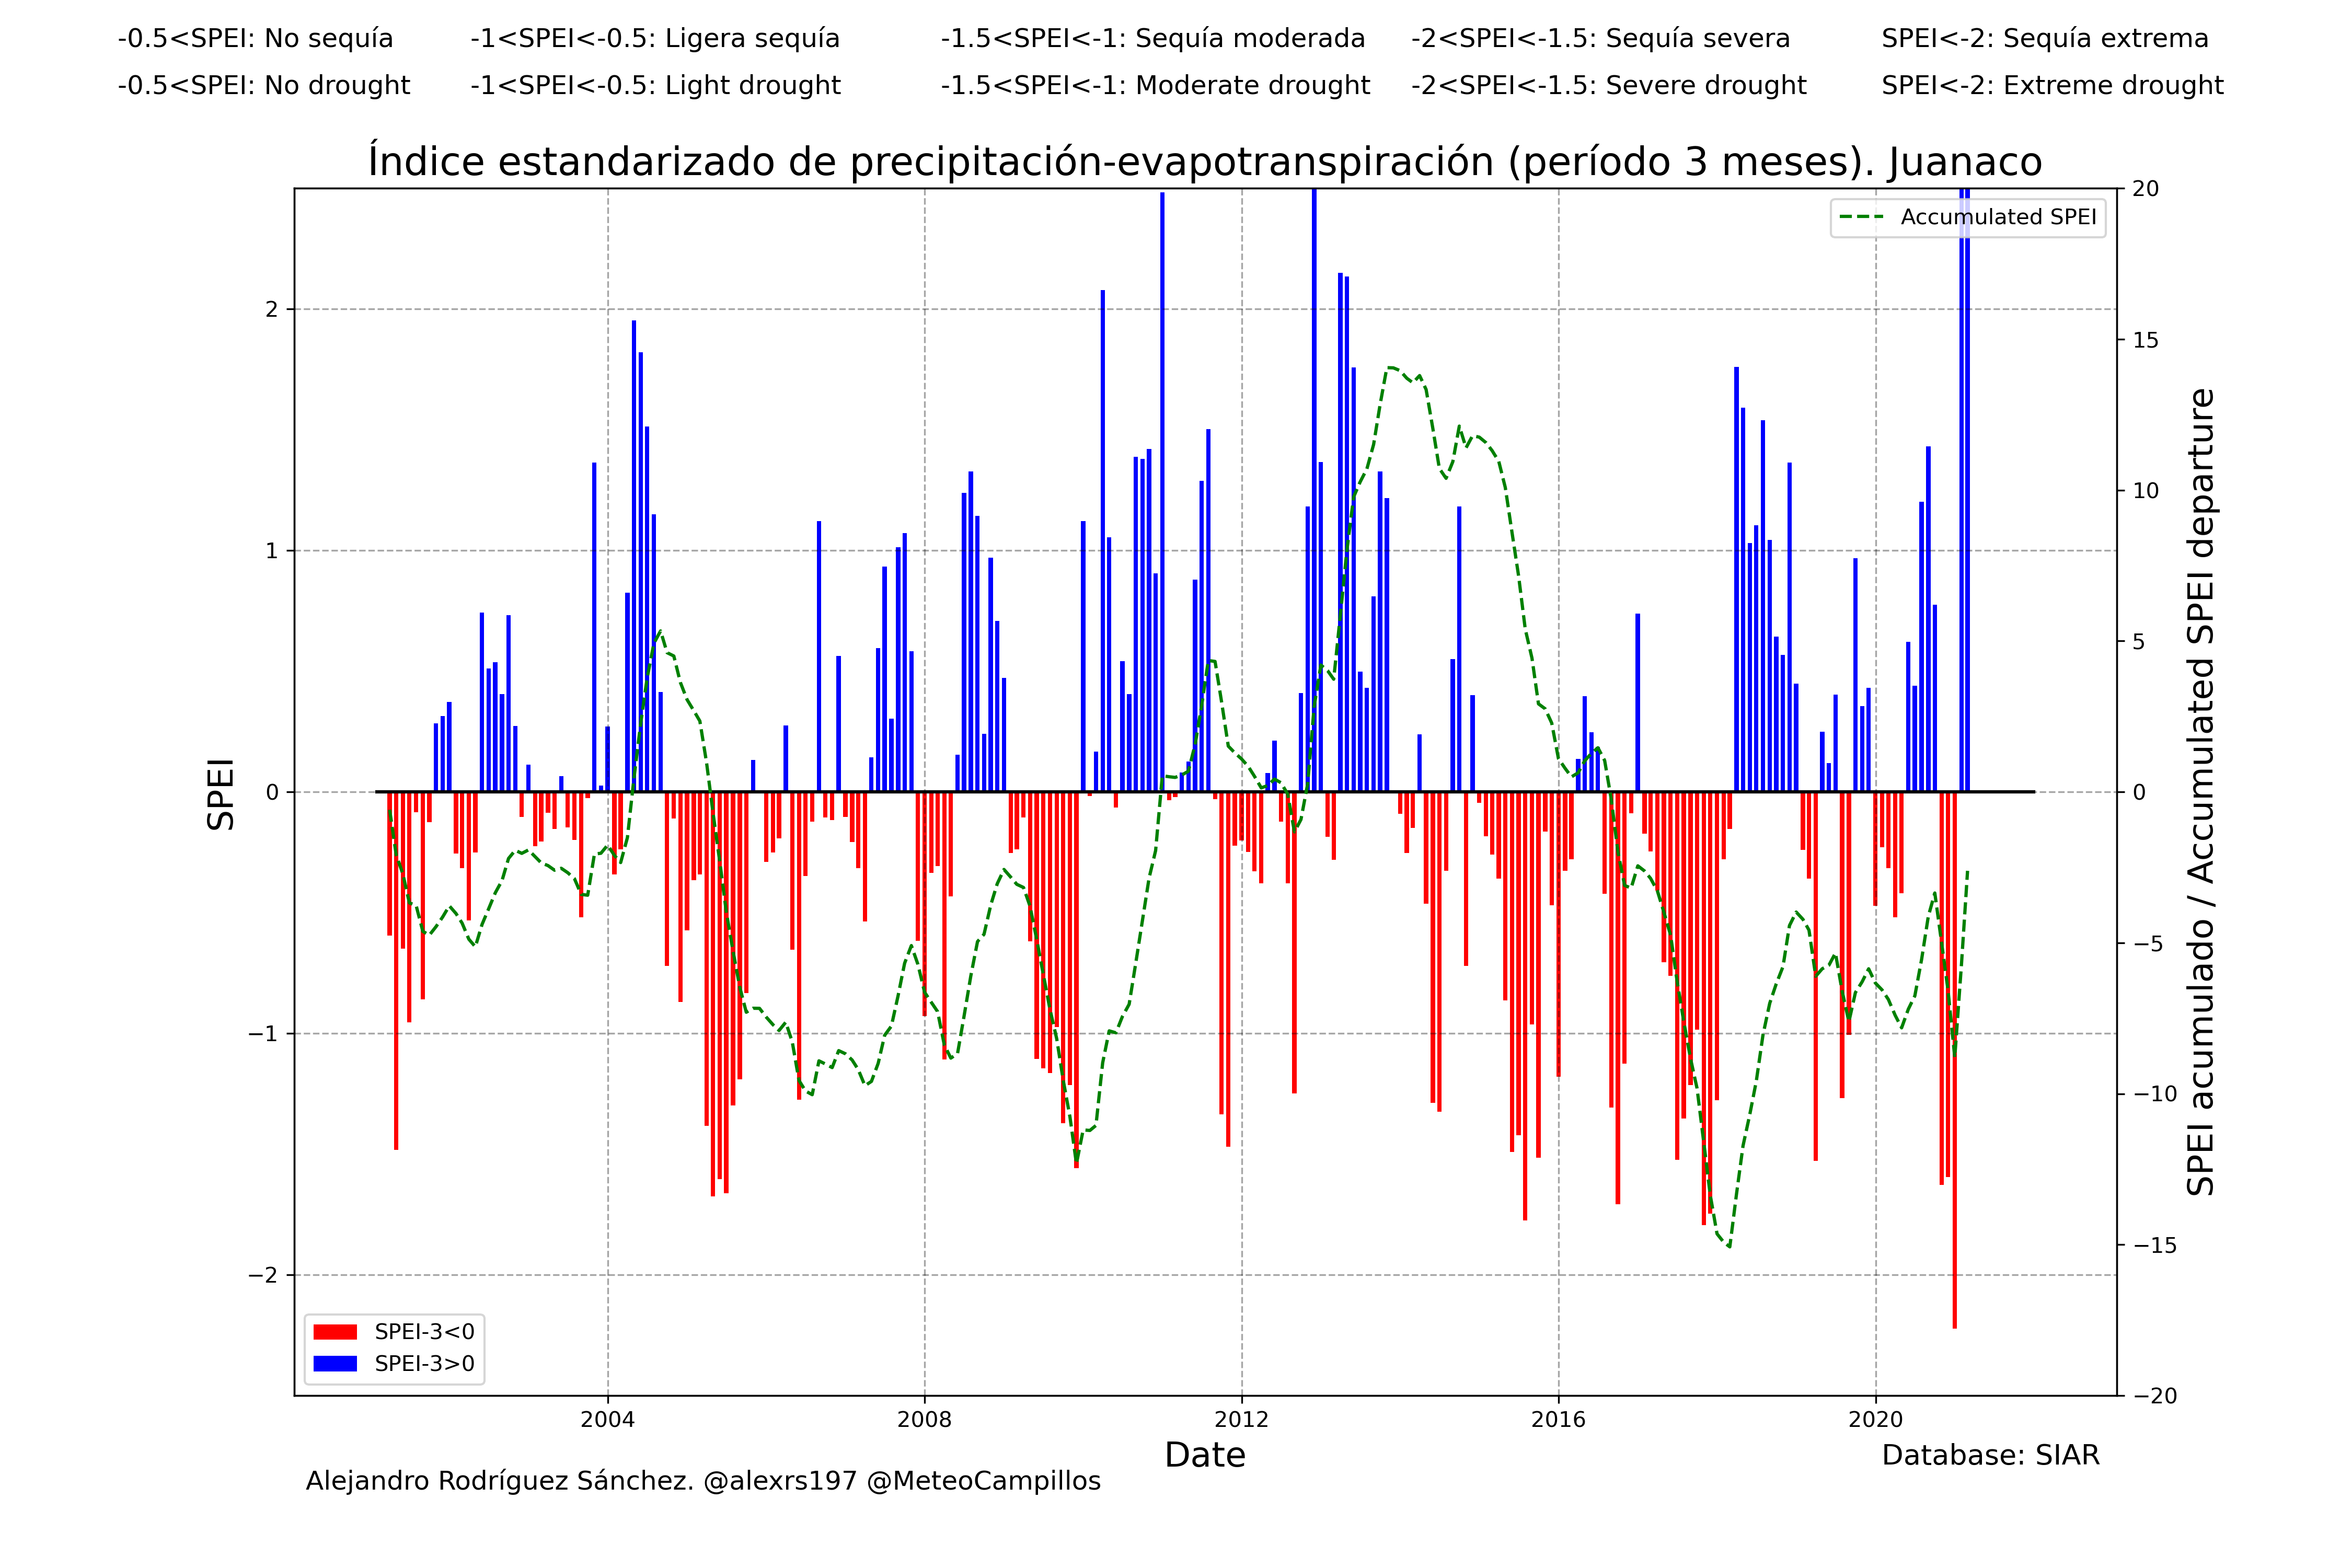 -0.5<SPEI: No sequía -1<SPEI<-0.5: Ligera sequía -1.5<SPEI<-1: Sequía moderada -2<SPEI<-1.5: Sequía severa SPEI<-2: Sequía extrema
-0.5<SPEI: No drought -1<SPEI<-0.5: Light drought -1.5<SPEI<-1: Moderate drought -2<SPEI<-1.5: Severe drought SPEI<-2: Extreme drought
Índice estandarizado de precipitación-evapotranspiración (período 3 meses). Juanaco
Accumulated SPEI
SPEI
2
1
0
−1
−2
20
15
10
5
0
−5
−10
−15
−20
SPEI acumulado / Accumulated SPEI departure
SPEI-3<0
SPEI-3>0
2004 2008 2012 2016 2020
Date
Database: SIAR
Alejandro Rodríguez Sánchez. @alexrs197 @MeteoCampillos